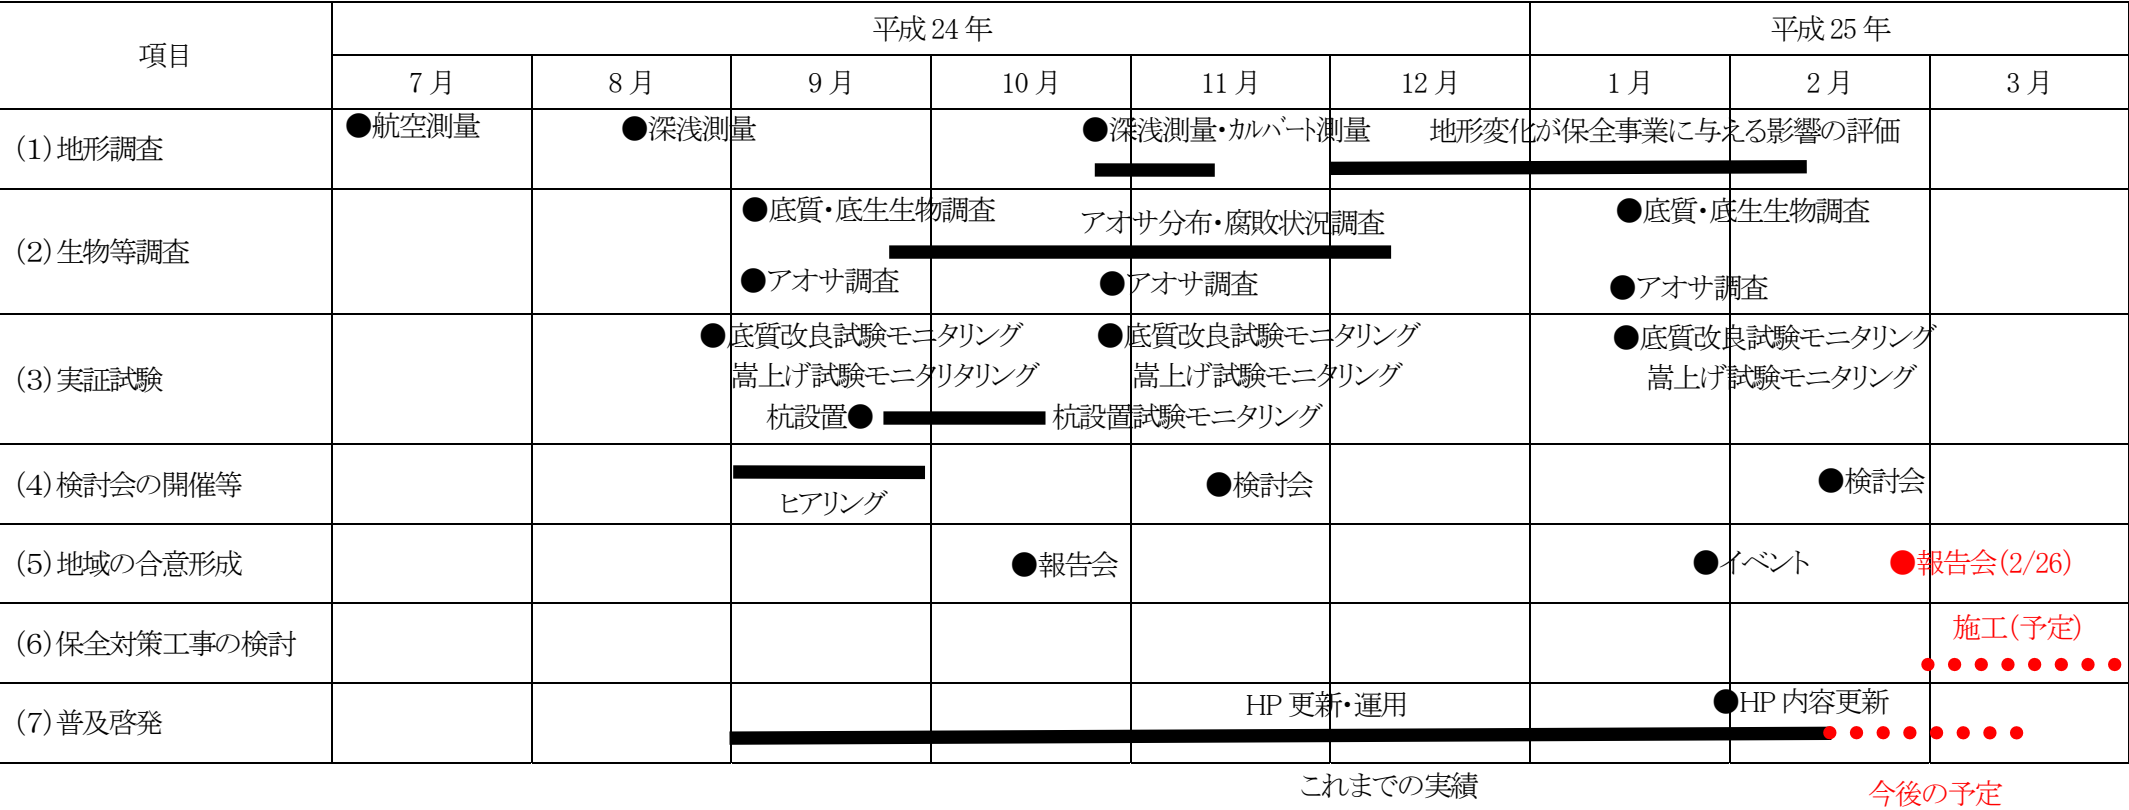 項目
平成24年
平成25年
7月
8月
9月
10月
11月
12月
1月
2月
3月
(1)地形調査
●航空測量
●深浅測量
●深浅測量・カルバート測量
地形変化が保全事業に与える影響の評価
(2)生物等調査
●底質・底生生物調査
アオサ分布・腐敗状況調査
●底質・底生生物調査
●アオサ調査
●アオサ調査
●アオサ調査
(3)実証試験
●底質改良試験モニタリング
嵩上げ試験モニタリタリング
●底質改良試験モニタリング
嵩上げ試験モニタリング
●底質改良試験モニタリング
嵩上げ試験モニタリング
杭設置●
杭設置試験モニタリング
(4)検討会の開催等
ヒアリング
●検討会
●検討会
(5)地域の合意形成
●報告会
●イベント
●報告会(2/26)
(6)保全対策工事の検討
施工(予定)
(7)普及啓発
HP更新・運用
●HP内容更新
これまでの実績
今後の予定